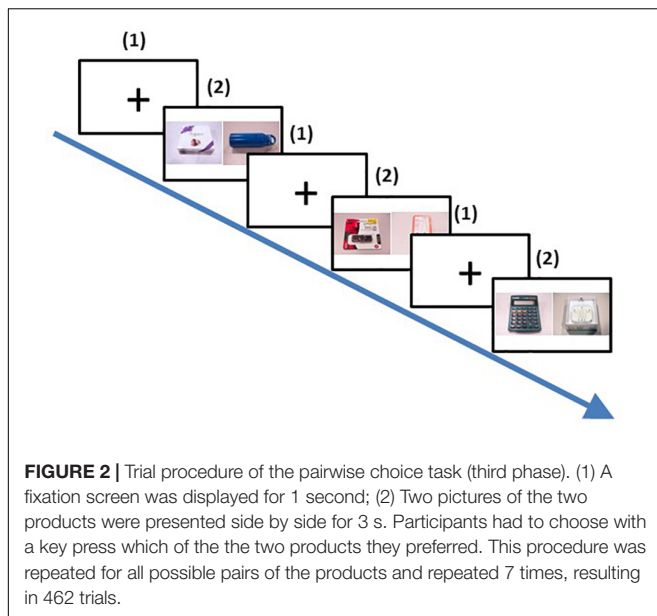 (1)
(2)
(1)
(2)
(1)
(2)
FIGURE 2 | Trial procedure of the pairwise choice task (third phase). (1) A
fixation screen was displayed for 1 second; (2) Two pictures of the two
products were presented side by side for 3 s. Participants had to choose with
a key press which of the the two products they preferred. This procedure was
repeated for all possible pairs of the products and repeated 7 times, resulting
in 462 trials.